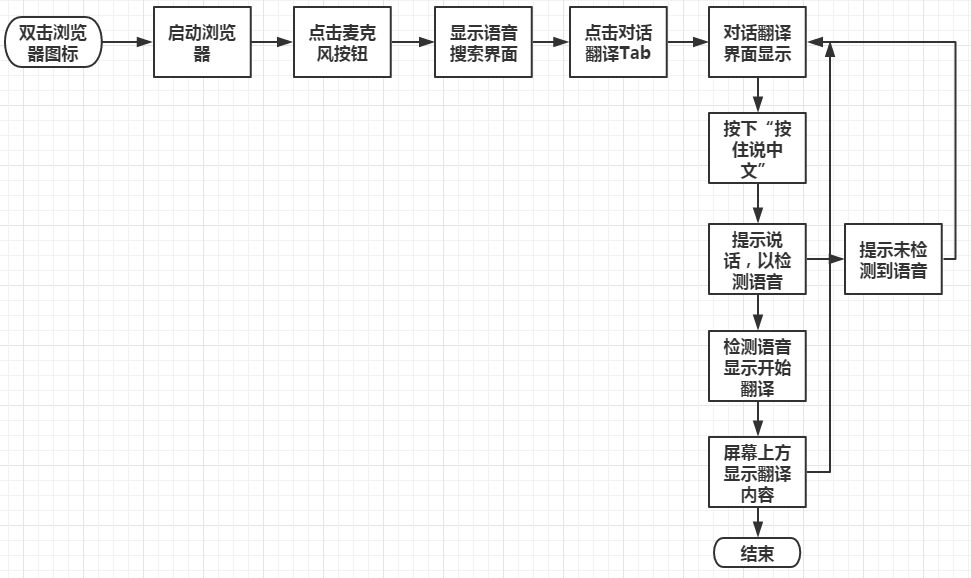 双击浏览
器图标
启动浏览
器
点击麦克
风按钮
显示语音
搜索界面
点击对话
翻译Tab
对话翻译
界面显示
按下“按
住说中
文”
提示说
话，以检
测语音
提示未检
测到语音
检测语音
显示开始
翻译
屏幕上方
显示翻译
内容
结束